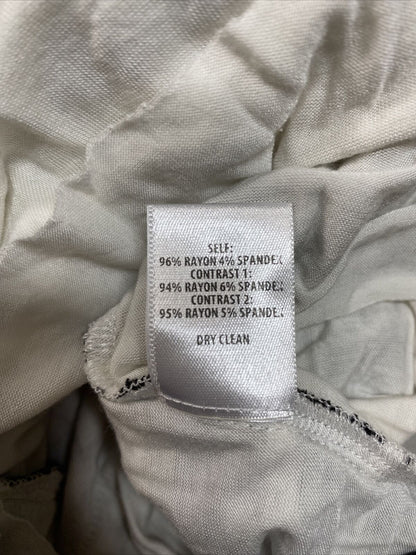 SELF:
96% RAYON 4% SPANDEX
CONTRAST 1:
94% RAYON 6% SPANDEX
CONTRAST 2:
95% RAYON 5% SPANDEX
DRY CLEAN